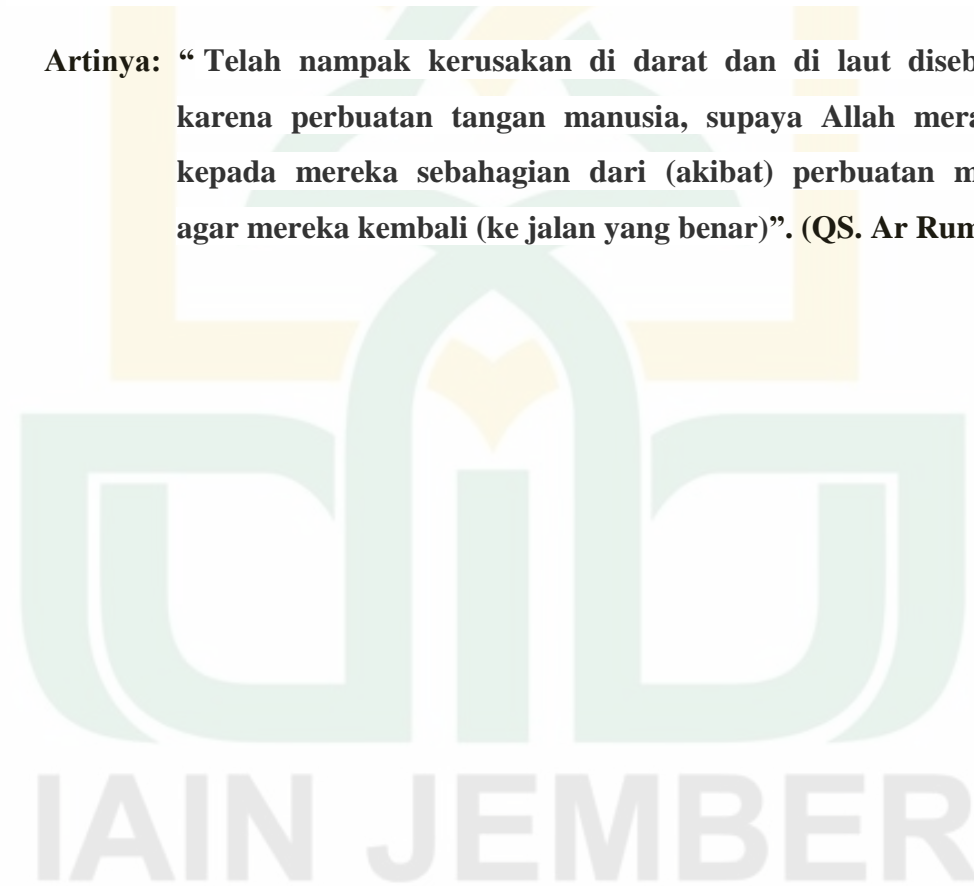 Artinya: “ Telah nampak kerusakan di darat dan di laut diseb
karena perbuatan tangan manusia, supaya Allah mera
kepada mereka sebahagian dari (akibat) perbuatan m
agar mereka kembali (ke jalan yang benar)”. (QS. Ar Rum
IAIN JEMBER